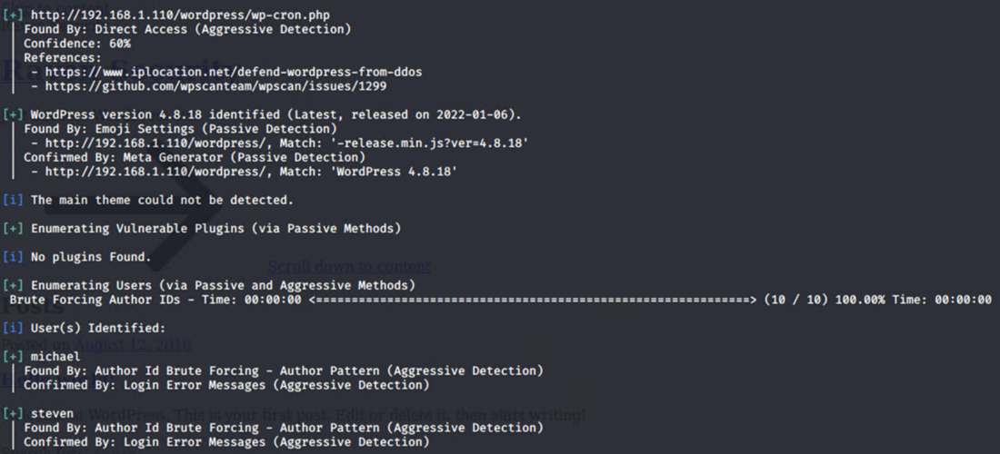 [+] http://192.168.1.110/wordpress/wp-cron.php
| Found By: Direct Access (Aggressive Detection)
| Confidence: 60%
| References:
| - https://www.iplocation.net/defend-wordpress-from-ddos
| - https://github.com/wpscanteam/wpscan/issues/1299
[+] WordPress version 4.8.18 identified (Latest, released on 2022-01-06).
| Found By: Emoji Settings (Passive Detection)
| - http://192.168.1.110/wordpress/, Match: '-release.min.js?ver=4.8.18'
| Confirmed By: Meta Generator (Passive Detection)
| - http://192.168.1.110/wordpress/, Match: 'WordPress 4.8.18'
[i] The main theme could not be detected.
[+] Enumerating Vulnerable Plugins (via Passive Methods)
[i] No plugins Found.
Scroll down to content
[+] Enumerating Users (via Passive and Aggressive Methods)
Brute Forcing Author IDs - Time: 00:00:00 <=============================================================> (10 / 10) 100.00% Time: 00:00:00
Posts
[i] User(s) Identified:
Posted on August 12, 2018
[+] michael
| Found By: Author Id Brute Forcing - Author Pattern (Aggressive Detection)
| Confirmed By: Login Error Messages (Aggressive Detection)
[+] steven
WordPress. This is your first post. Edit or delete it, then start writing!
| Found By: Author Id Brute Forcing - Author Pattern (Aggressive Detection)
| Confirmed By: Login Error Messages (Aggressive Detection)